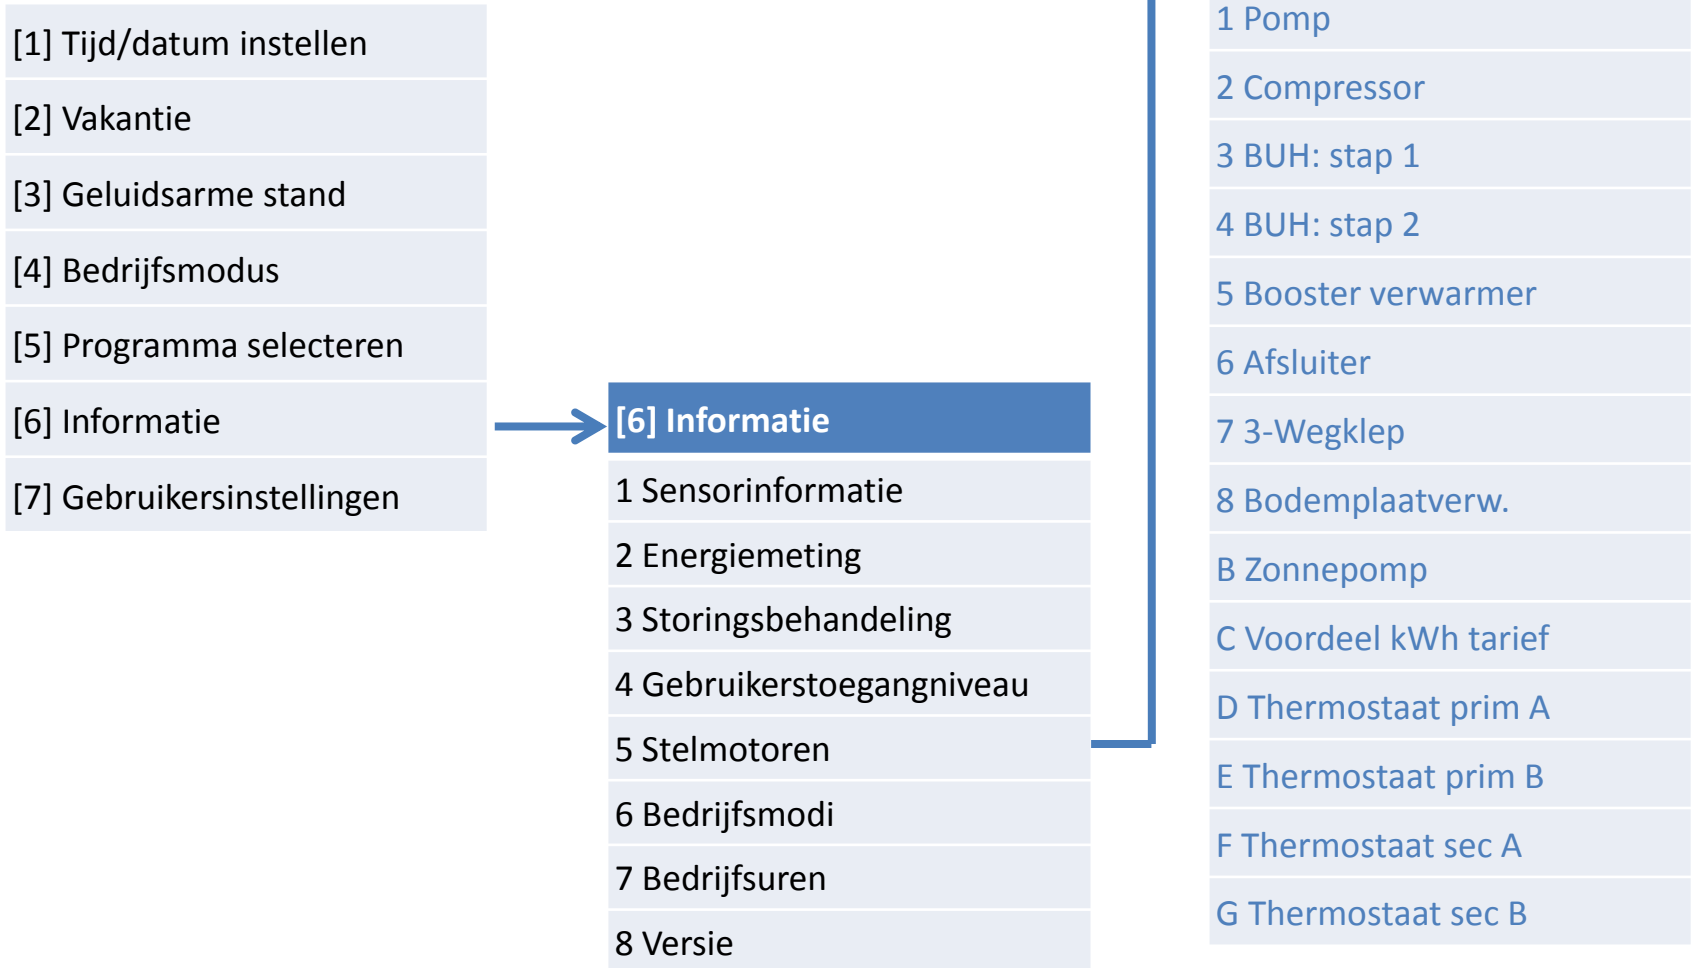 [1] Tijd/datum instellen
[2] Vakantie
[3] Geluidsarme stand
[4] Bedrijfsmodus
[5] Programma selecteren
[6] Informatie
[7] Gebruikersinstellingen
[6] Informatie
1 Sensorinformatie
2 Energiemeting
3 Storingsbehandeling
4 Gebruikerstoegangniveau
5 Stelmotoren
6 Bedrijfsmodi
7 Bedrijfsuren
8 Versie
1 Pomp
2 Compressor
3 BUH: stap 1
4 BUH: stap 2
5 Booster verwarmer
6 Afsluiter
7 3-Wegklep
8 Bodemplaatverw.
B Zonnepomp
C Voordeel kWh tarief
D Thermostaat prim A
E Thermostaat prim B
F Thermostaat sec A
G Thermostaat sec B